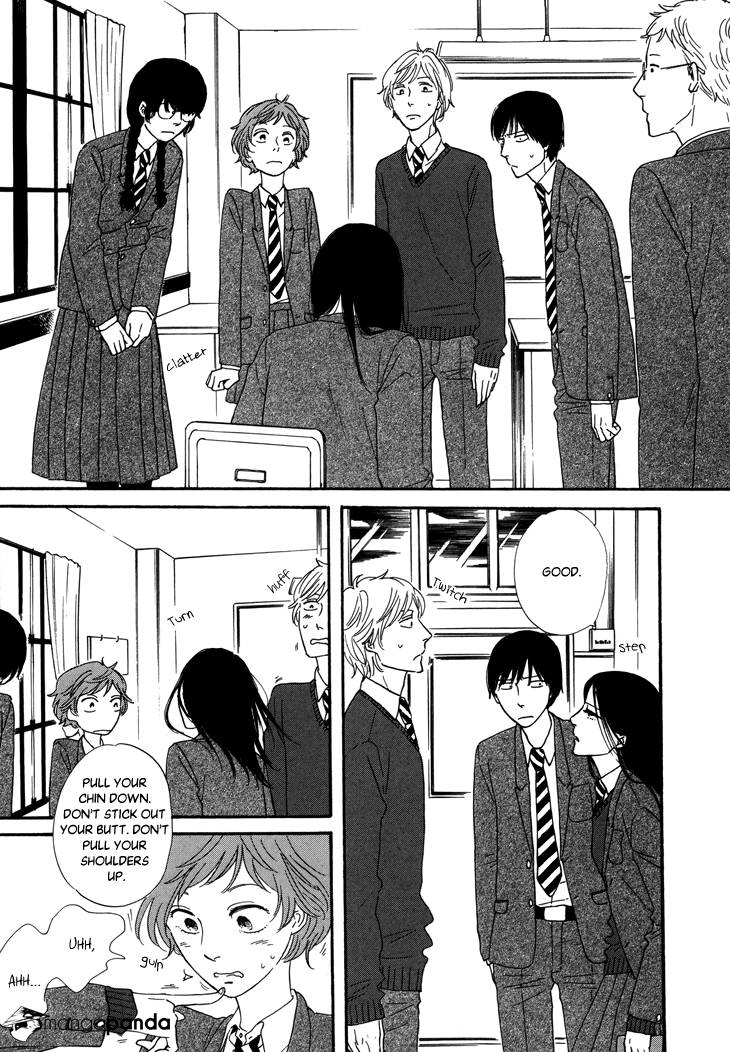 clatter
GOOD.
Twitch
step
huff
Turn
PULL YOUR
CHIN DOWN.
DON'T STICK OUT
YOUR BUTT. DON'T
PULL YOUR
SHOULDERS
UP.
gulp
UHH,
AHH...
mangapanda